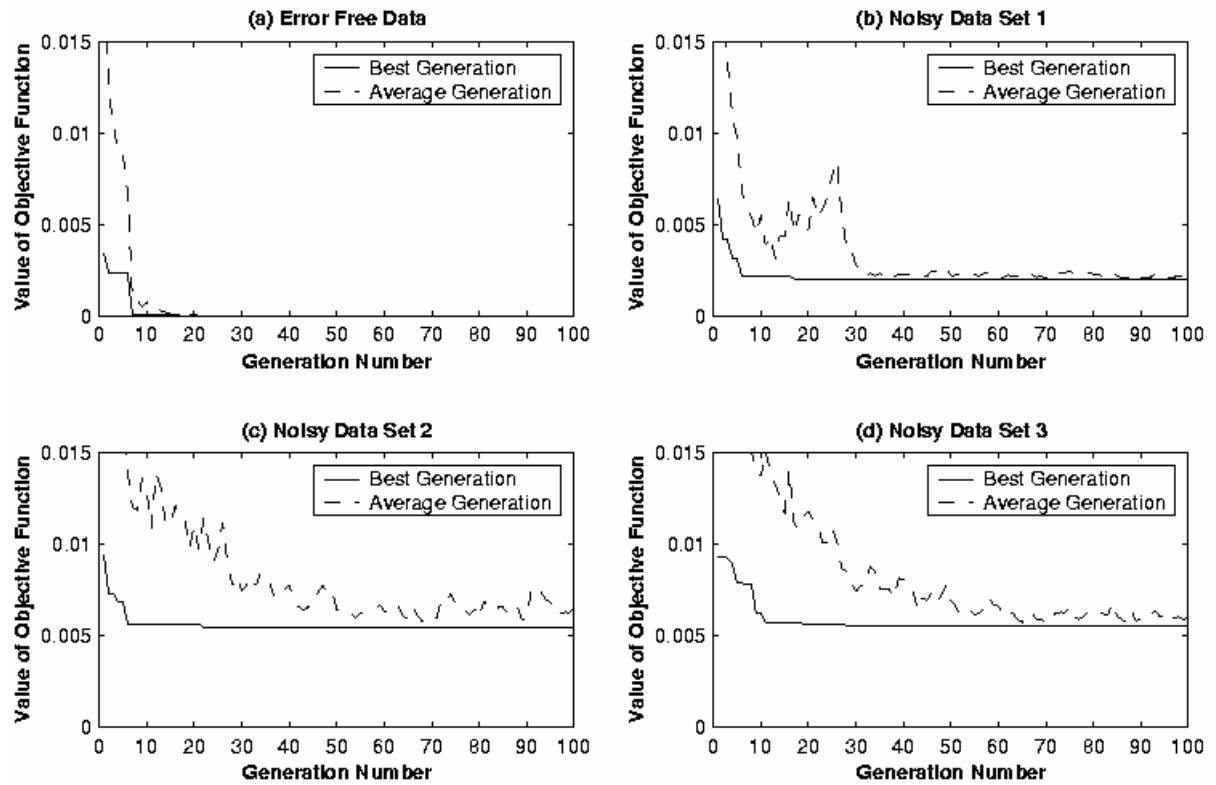 (a) Error Free Data
Value of Objective Function
0.015
0.01
0.005
0
Best Generation
Average Generation
0 10 20 30 40 50 60 70 80 90 100
Generation Number
(b) Noisy Data Set 1
Value of Objective Function
0.015
0.01
0.005
0
Best Generation
Average Generation
0 10 20 30 40 50 60 70 80 90 100
Generation Number
(c) Noisy Data Set 2
Value of Objective Function
0.015
0.01
0.005
0
Best Generation
Average Generation
0 10 20 30 40 50 60 70 80 90 100
Generation Number
(d) Noisy Data Set 3
Value of Objective Function
0.015
0.01
0.005
0
Best Generation
Average Generation
0 10 20 30 40 50 60 70 80 90 100
Generation Number